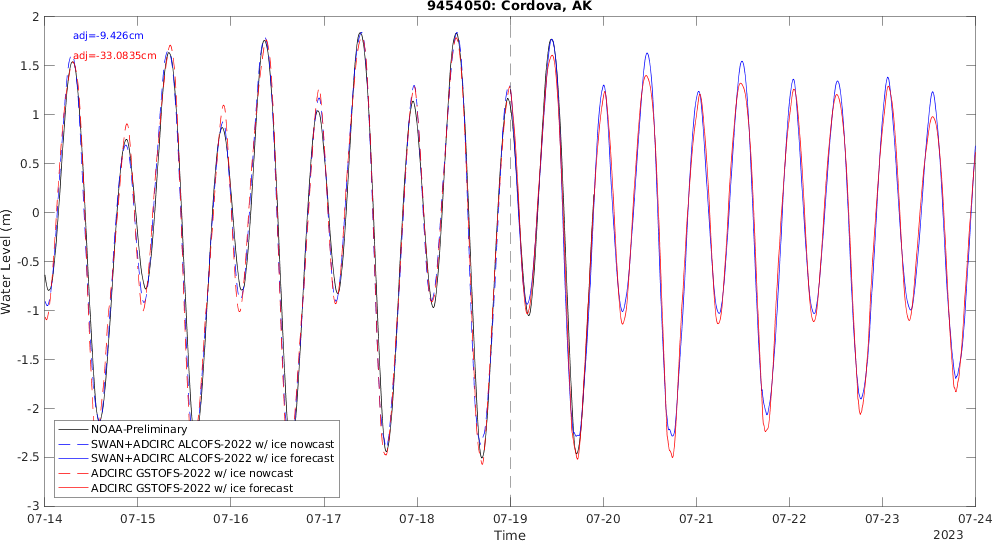 9454050: Cordova, AK
adj=-9.426cm
adj=-33.0835cm
2
1.5
1
0.5
0
-0.5
-1
-1.5
-2
-2.5
-3
Water Level (m)
NOAA-Preliminary
SWAN+ADCIRC ALCOFS-2022 w/ ice nowcast
SWAN+ADCIRC ALCOFS-2022 w/ ice forecast
ADCIRC GSTOFS-2022 w/ ice nowcast
ADCIRC GSTOFS-2022 w/ ice forecast
07-14 07-15 07-16 07-17 07-18 07-19 07-20 07-21 07-22 07-23 07-24
Time
2023